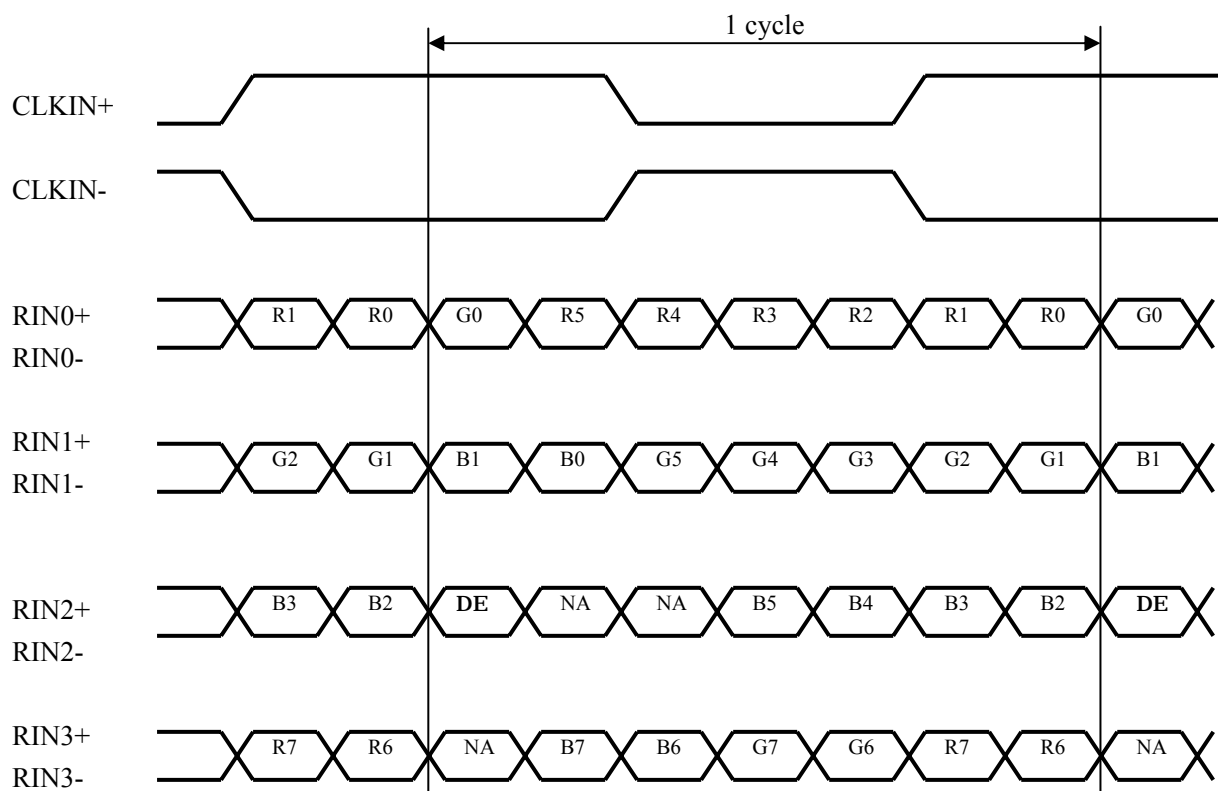 1 cycle
CLKIN+
CLKIN-
RIN0+ R1 R0 G0 R5 R4 R3 R2 R1 R0 G0
RIN0-
RIN1+ G2 G1 B1 B0 G5 G4 G3 G2 G1 B1
RIN1-
RIN2+ B3 B2 DE NA NA B5 B4 B3 B2 DE
RIN2-
RIN3+ R7 R6 NA B7 B6 G7 G6 R7 R6 NA
RIN3-